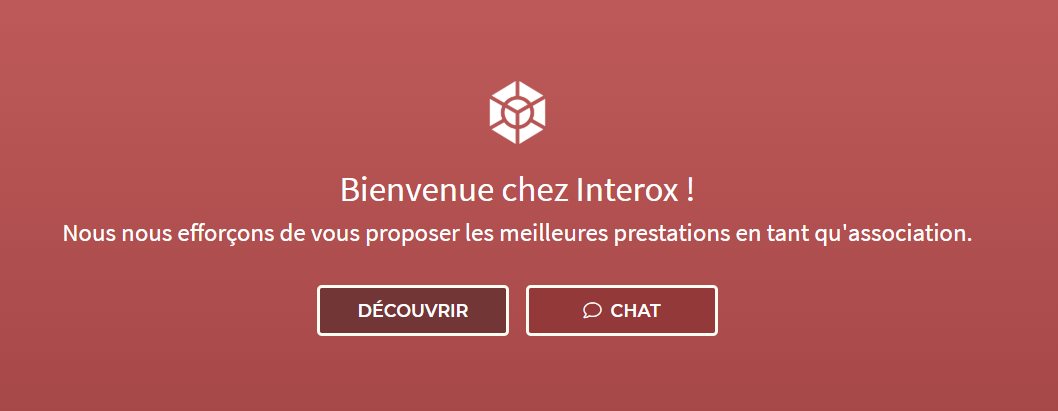 Bienvenue chez Interox !
Nous nous efforçons de vous proposer les meilleures prestations en tant qu'association.
DÉCOUVRIR
CHAT